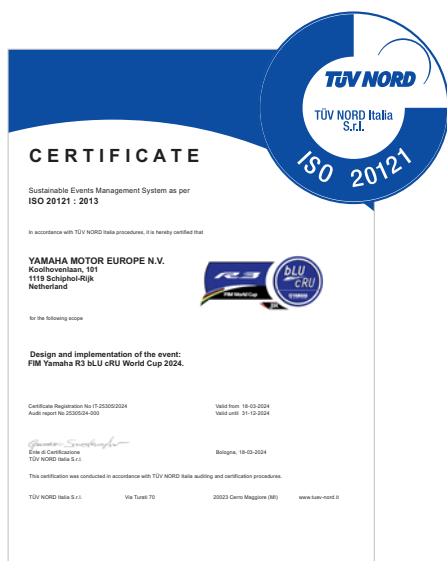 TÜV NORD
TÜV NORD Italia
S.r.l.
ISO 20121
CERTIFICATE
Sustainable Events Management System as per
ISO 20121 : 2013
In accordance with TÜV NORD Italia procedures, it is hereby certified that
YAMAHA MOTOR EUROPE N.V.
Koolhovenlaan, 101
1119 Schiphol-Rijk
Netherland
R3
bLU
cRU
FIM World Cup
YAMAHA
for the following scope
Design and implementation of the event:
FIM Yamaha R3 bLU cRU World Cup 2024.
Certificate Registration No IT-25305/2024
Audit report No 25305/24-000
Valid from 18-03-2024
Valid until 31-12-2024
Ente di Certificazione
TÜV NORD Italia S.r.l.
Bologna, 18-03-2024
This certification was conducted in accordance with TÜV NORD Italia auditing and certification procedures.
TÜV NORD Italia S.r.l. Via Turati 70 20023 Cerro Maggiore (MI) www.tuev-nord.it